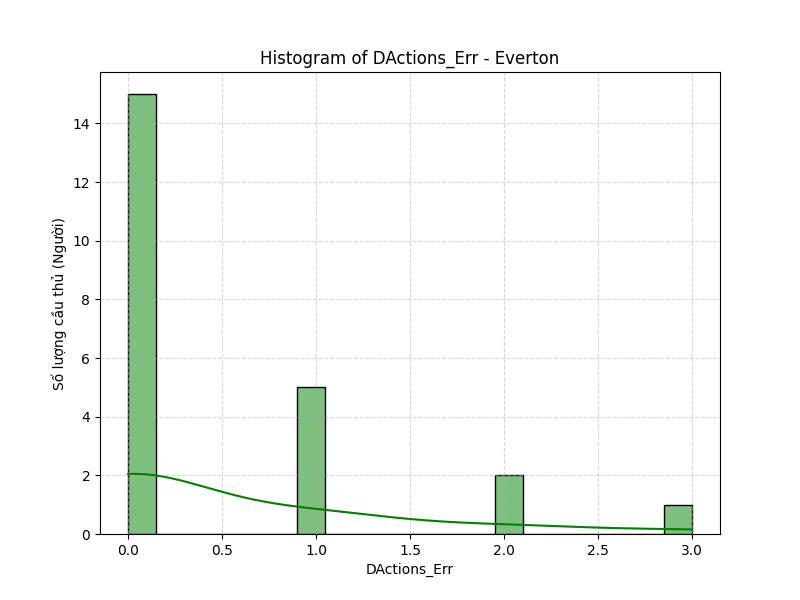 Histogram of DActions_Err - Everton
Số lượng cầu thủ (Người)
14
12
10
8
6
4
2
0
0.0 0.5 1.0 1.5 2.0 2.5 3.0
DActions_Err